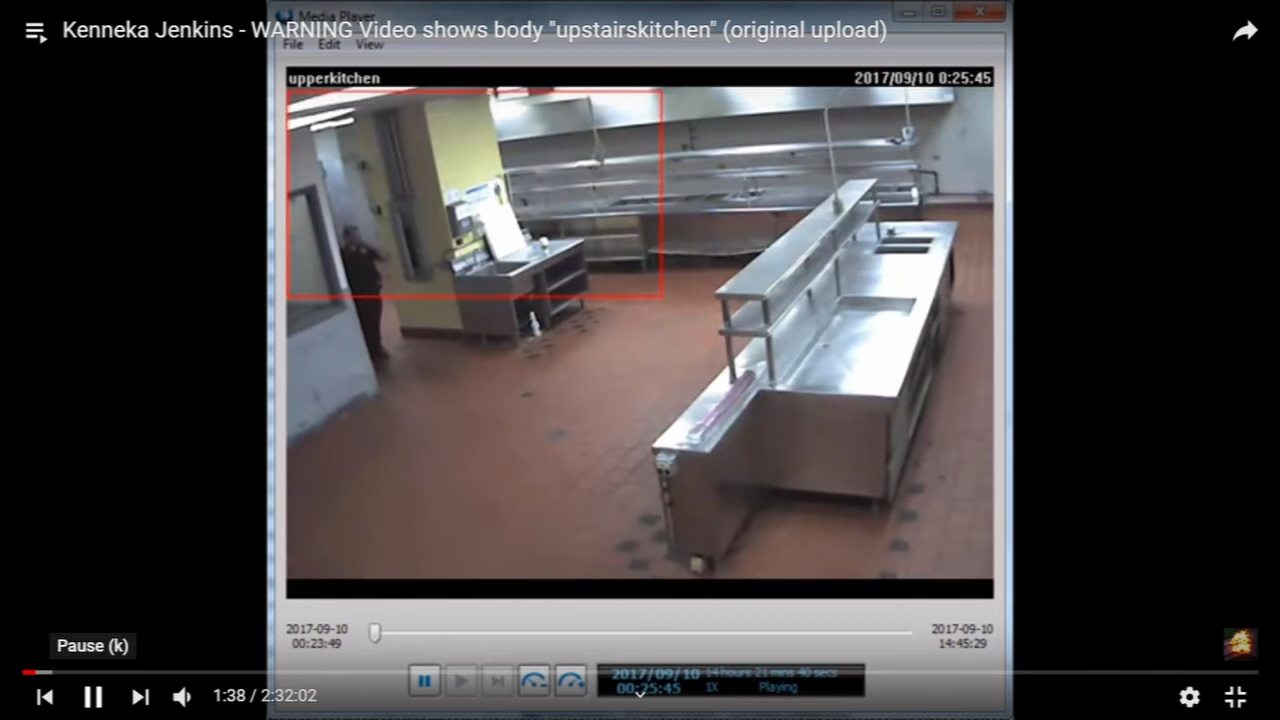 Kenneka Jenkins - WARNING Video shows body "upstairskitchen" (original upload)
Media Player
File Edit View
upperkitchen
2017/09/10 0:25:45
Pause (k)
2017-09-10
00:23:49
2017-09-10
14:45:29
2017/09/10 14 hours 21 mins 40 secs
00:25:45 1X Playing
1:38 / 2:32:02